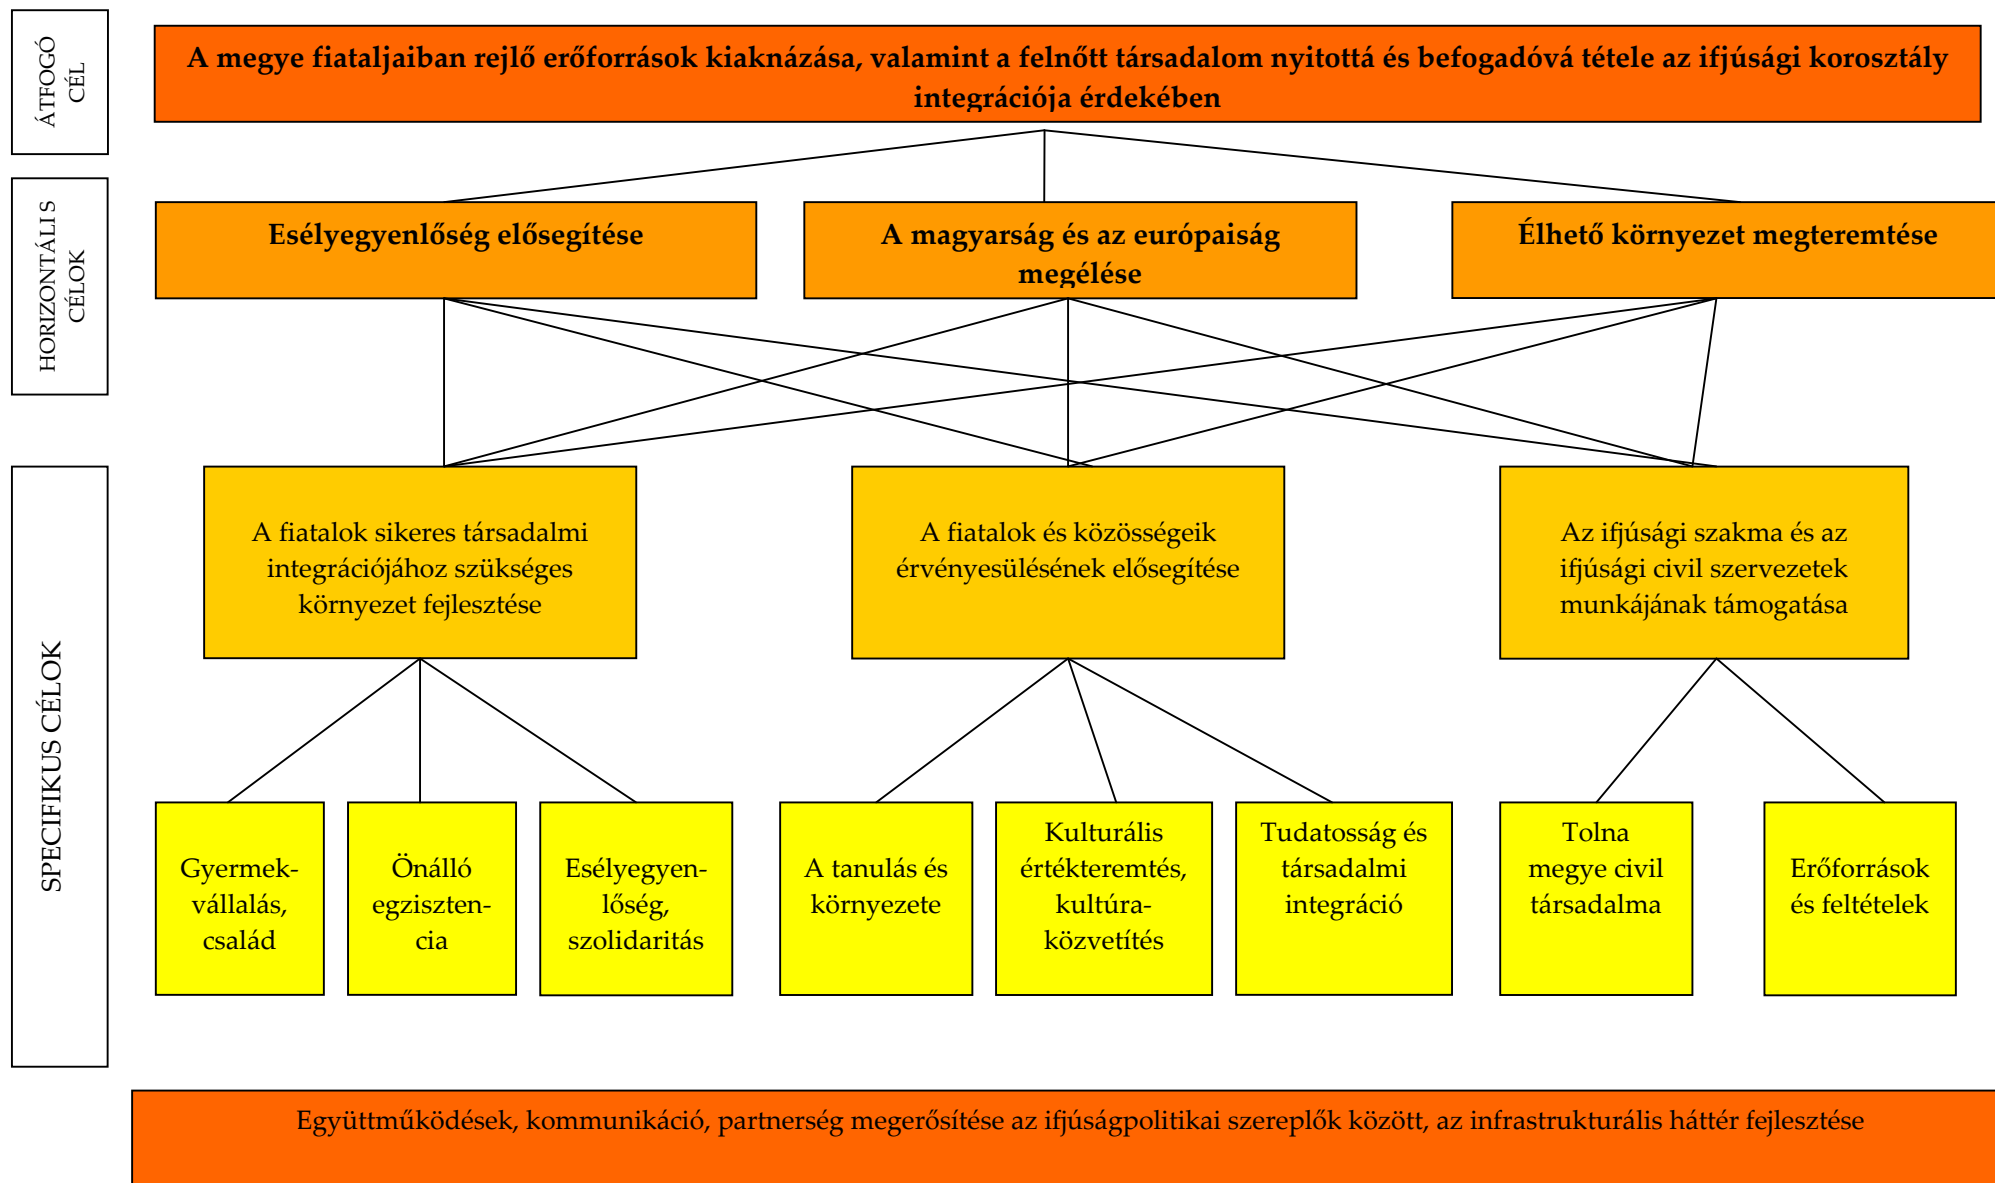 ÁTFOGÓ
CÉL
A megye fiataljaiban rejlő erőforrások kiaknázása, valamint a felnőtt társadalom nyitottá és befogadóvá tétele az ifjúsági korosztály
integrációja érdekében
HORIZONTÁLI S
CÉLOK
Esélyegyenlőség elősegítése
A magyarság és az európaiság
megélése
Élhető környezet megteremtése
SPECIFIKUS CÉLOK
A fiatalok sikeres társadalmi
integrációjához szükséges
környezet fejlesztése
A fiatalok és közösségeik
érvényesülésének elősegítése
Az ifjúsági szakma és az
ifjúsági civil szervezetek
munkájának támogatása
Gyermek-
vállalás,
család
Önálló
egziszten-
cia
Esélyegyen-
lőség,
szolidaritás
A tanulás és
környezete
Kulturális
értékteremtés,
kultúra-
közvetítés
Tudatosság és
társadalmi
integráció
Tolna
megye civil
társadalma
Erőforrások
és feltételek
Együttműködések, kommunikáció, partnerség megerősítése az ifjúságpolitikai szereplők között, az infrastrukturális háttér fejlesztése